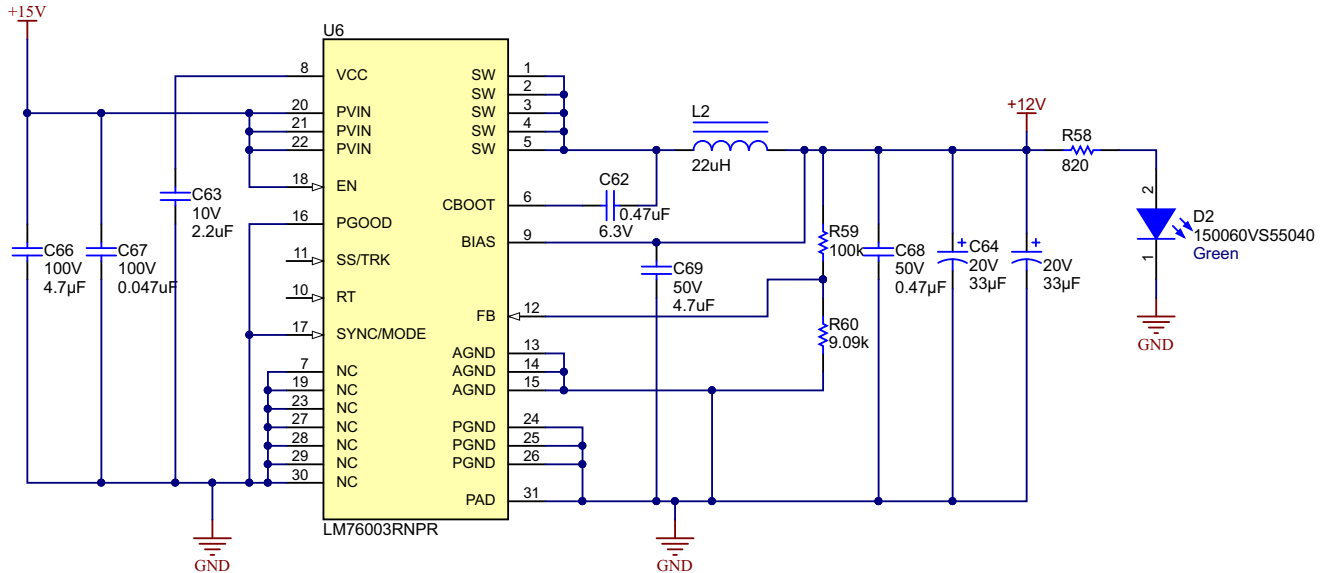 +15V
U6
8 VCC
20 PVIN
21 PVIN
22 PVIN
18 EN
16 PGOOD
11 SS/TRK
10 RT
17 SYNC/MODE
7 NC
19 NC
23 NC
27 NC
28 NC
29 NC
30 NC
SW 1
SW 2
SW 3
SW 4
SW 5
CBOOT 6
BIAS 9
FB 12
AGND 13
AGND 14
AGND 15
PGND 24
PGND 25
PGND 26
PAD 31
LM76003RNPR
C66
100V
4.7µF
C67
100V
0.047uF
C63
10V
2.2uF
GND
L2
22uH
C62
0.47uF
6.3V
C69
50V
4.7uF
R59
100k
R60
9.09k
C68
50V
0.47µF
C64
20V
33µF
20V
33µF
+
+
GND
+12V
R58
820
2
1
D2
150060VS55040
Green
GND